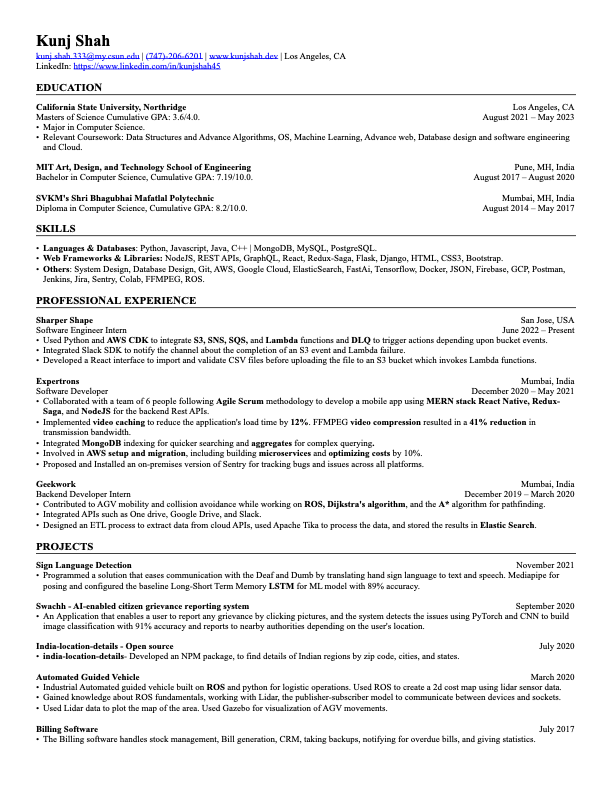 Kunj Shah
kunj.shah.333@my.csun.edu | (747)-206-6201 | www.kunjshah.dev | Los Angeles, CA
LinkedIn: https://www.linkedin.com/in/kunjshah45
EDUCATION
California State University, Northridge Los Angeles, CA
Masters of Science Cumulative GPA: 3.6/4.0. August 2021 – May 2023
• Major in Computer Science.
• Relevant Coursework: Data Structures and Advance Algorithms, OS, Machine Learning, Advance web, Database design and software engineering
and Cloud.
MIT Art, Design, and Technology School of Engineering Pune, MH, India
Bachelor in Computer Science, Cumulative GPA: 7.19/10.0. August 2017 – August 2020
SVKM's Shri Bhagubhai Mafatlal Polytechnic Mumbai, MH, India
Diploma in Computer Science, Cumulative GPA: 8.2/10.0. August 2014 – May 2017
SKILLS
• Languages & Databases: Python, Javascript, Java, C++ | MongoDB, MySQL, PostgreSQL.
• Web Frameworks & Libraries: NodeJS, REST APIs, GraphQL, React, Redux-Saga, Flask, Django, HTML, CSS3, Bootstrap.
• Others: System Design, Database Design, Git, AWS, Google Cloud, ElasticSearch, FastAi, Tensorflow, Docker, JSON, Firebase, GCP, Postman,
Jenkins, Jira, Sentry, Colab, FFMPEG, ROS.
PROFESSIONAL EXPERIENCE
Sharper Shape San Jose, USA
Software Engineer Intern June 2022 – Present
• Used Python and AWS CDK to integrate S3, SNS, SQS, and Lambda functions and DLQ to trigger actions depending upon bucket events.
• Integrated Slack SDK to notify the channel about the completion of an S3 event and Lambda failure.
• Developed a React interface to import and validate CSV files before uploading the file to an S3 bucket which invokes Lambda functions.
Expertrons Mumbai, India
Software Developer December 2020 – May 2021
• Collaborated with a team of 6 people following Agile Scrum methodology to develop a mobile app using MERN stack React Native, Redux-
Saga, and NodeJS for the backend Rest APIs.
• Implemented video caching to reduce the application's load time by 12%. FFMPEG video compression resulted in a 41% reduction in
transmission bandwidth.
• Integrated MongoDB indexing for quicker searching and aggregates for complex querying.
• Involved in AWS setup and migration, including building microservices and optimizing costs by 10%.
• Proposed and Installed an on-premises version of Sentry for tracking bugs and issues across all platforms.
Geekwork Mumbai, India
Backend Developer Intern December 2019 – March 2020
• Contributed to AGV mobility and collision avoidance while working on ROS, Dijkstra's algorithm, and the A* algorithm for pathfinding.
• Integrated APIs such as One drive, Google Drive, and Slack.
• Designed an ETL process to extract data from cloud APIs, used Apache Tika to process the data, and stored the results in Elastic Search.
PROJECTS
Sign Language Detection November 2021
• Programmed a solution that eases communication with the Deaf and Dumb by translating hand sign language to text and speech. Mediapipe for
posing and configured the baseline Long-Short Term Memory LSTM for ML model with 89% accuracy.
Swachh - AI-enabled citizen grievance reporting system September 2020
• An Application that enables a user to report any grievance by clicking pictures, and the system detects the issues using PyTorch and CNN to build
image classification with 91% accuracy and reports to nearby authorities depending on the user's location.
India-location-details - Open source July 2020
• india-location-details- Developed an NPM package, to find details of Indian regions by zip code, cities, and states.
Automated Guided Vehicle March 2020
• Industrial Automated guided vehicle built on ROS and python for logistic operations. Used ROS to create a 2d cost map using lidar sensor data.
• Gained knowledge about ROS fundamentals, working with Lidar, the publisher-subscriber model to communicate between devices and sockets.
• Used Lidar data to plot the map of the area. Used Gazebo for visualization of AGV movements.
Billing Software July 2017
• The Billing software handles stock management, Bill generation, CRM, taking backups, notifying for overdue bills, and giving statistics.